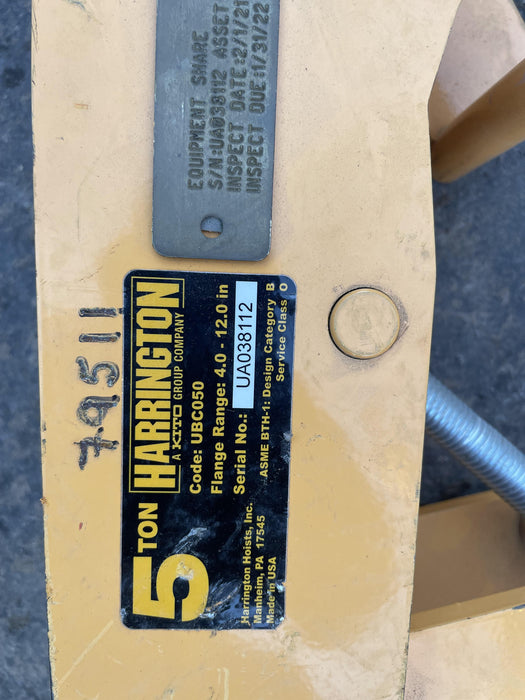 EQUIPMENT SHARE
S/N:UA038112 ASSET
INSPECT DATE:2/1/21
INSPECT DUE:1/31/22
79511
5 TON
HARRINGTON
A KITO GROUP COMPANY
Code: UBC050
Flange Range: 4.0 - 12.0 in
Serial No.: UA038112
ASME BTH-1: Design Category B
Service Class O
Harrington Hoists, Inc.
Manheim, PA 17545
Made in USA